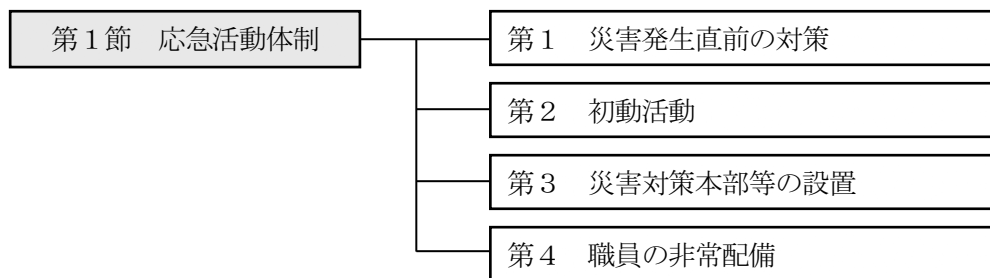 第１節　応急活動体制
第１　災害発生直前の対策
第２　初動活動
第３　災害対策本部等の設置
第４　職員の非常配備